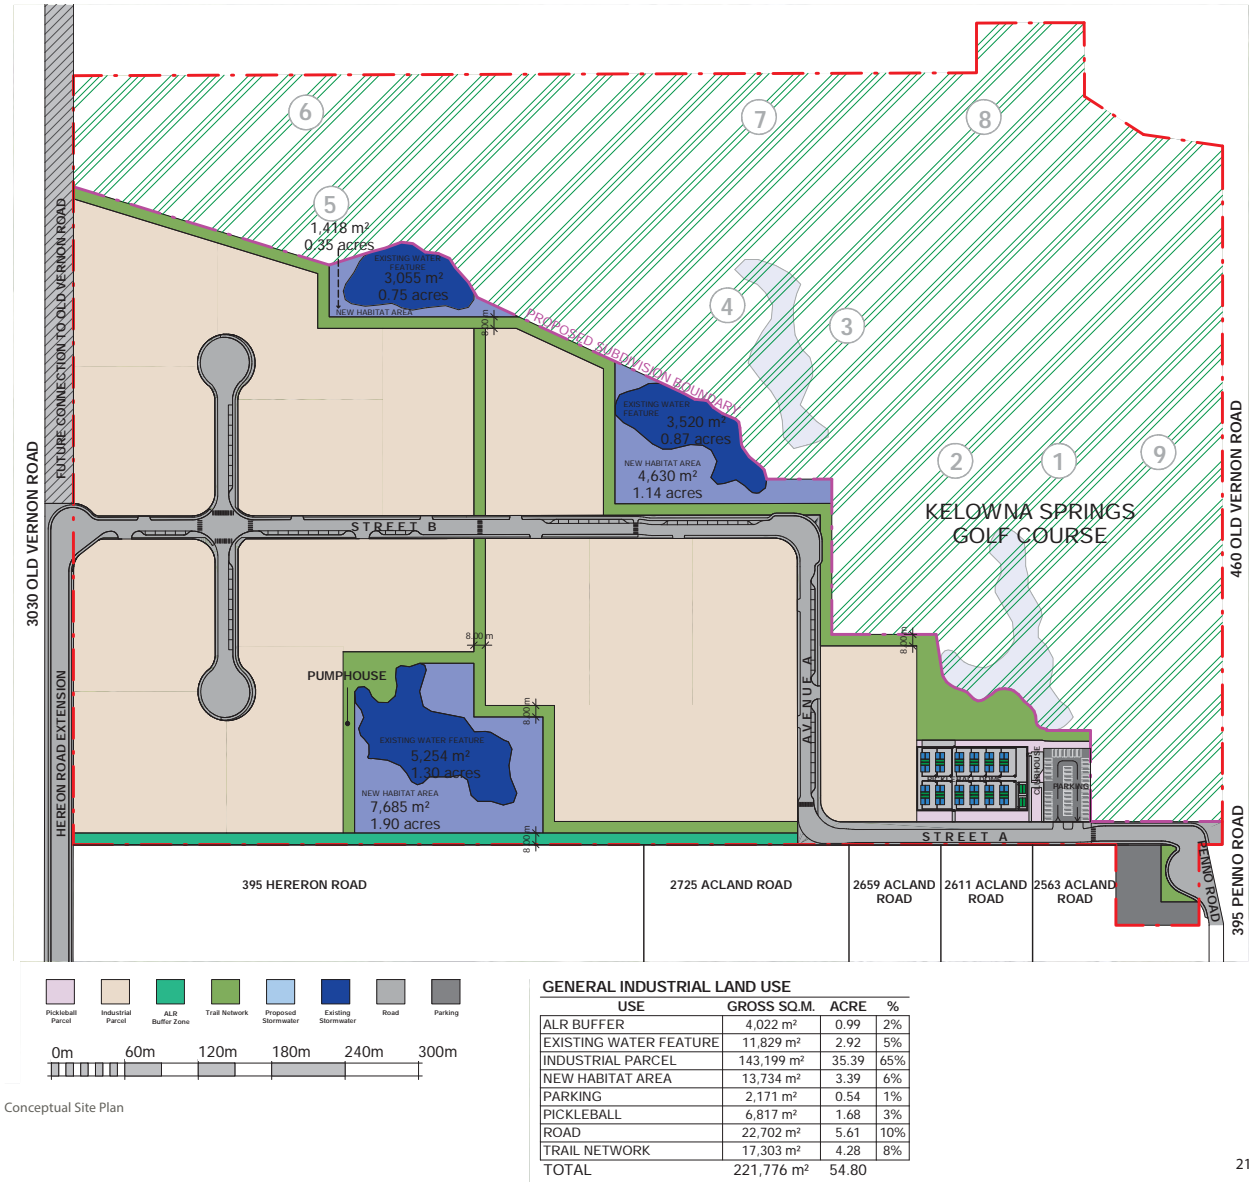 6
7
8
5
1,418 m²
0.35 acres
EXISTING WATER
FEATURE
3,055 m²
0.75 acres
NEW HABITAT AREA
8.00 m
PROPOSED SUBDIVISION BOUNDARY
4
3
FUTURE CONNECTION TO OLD VERNON ROAD
EXISTING WATER
FEATURE
3,520 m²
0.87 acres
NEW HABITAT AREA
4,630 m²
1.14 acres
2
1
9
KELOWNA SPRINGS
GOLF COURSE
3030 OLD VERNON ROAD
460 OLD VERNON ROAD
STREET B
8.00 m
8.00 m
PUMPHOUSE
AVENUE A
HEREON ROAD EXTENSION
8.00 m
EXISTING WATER FEATURE
5,254 m²
1.30 acres
NEW HABITAT AREA
7,685 m²
1.90 acres
8.00 m
CLUBHOUSE
PARKING
STREET A
PENNO ROAD
395 PENNO ROAD
395 HERERON ROAD
2725 ACLAND ROAD
2659 ACLAND
ROAD
2611 ACLAND
ROAD
2563 ACLAND
ROAD
Pickleball
Parcel
Industrial
Parcel
ALR
Buffer Zone
Trail Network
Proposed
Stormwater
Existing
Stormwater
Road
Parking
0m 60m 120m 180m 240m 300m
Conceptual Site Plan
GENERAL INDUSTRIAL LAND USE
USE GROSS SQ.M. ACRE %
ALR BUFFER 4,022 m² 0.99 2%
EXISTING WATER FEATURE 11,829 m² 2.92 5%
INDUSTRIAL PARCEL 143,199 m² 35.39 65%
NEW HABITAT AREA 13,734 m² 3.39 6%
PARKING 2,171 m² 0.54 1%
PICKLEBALL 6,817 m² 1.68 3%
ROAD 22,702 m² 5.61 10%
TRAIL NETWORK 17,303 m² 4.28 8%
TOTAL 221,776 m² 54.80
21